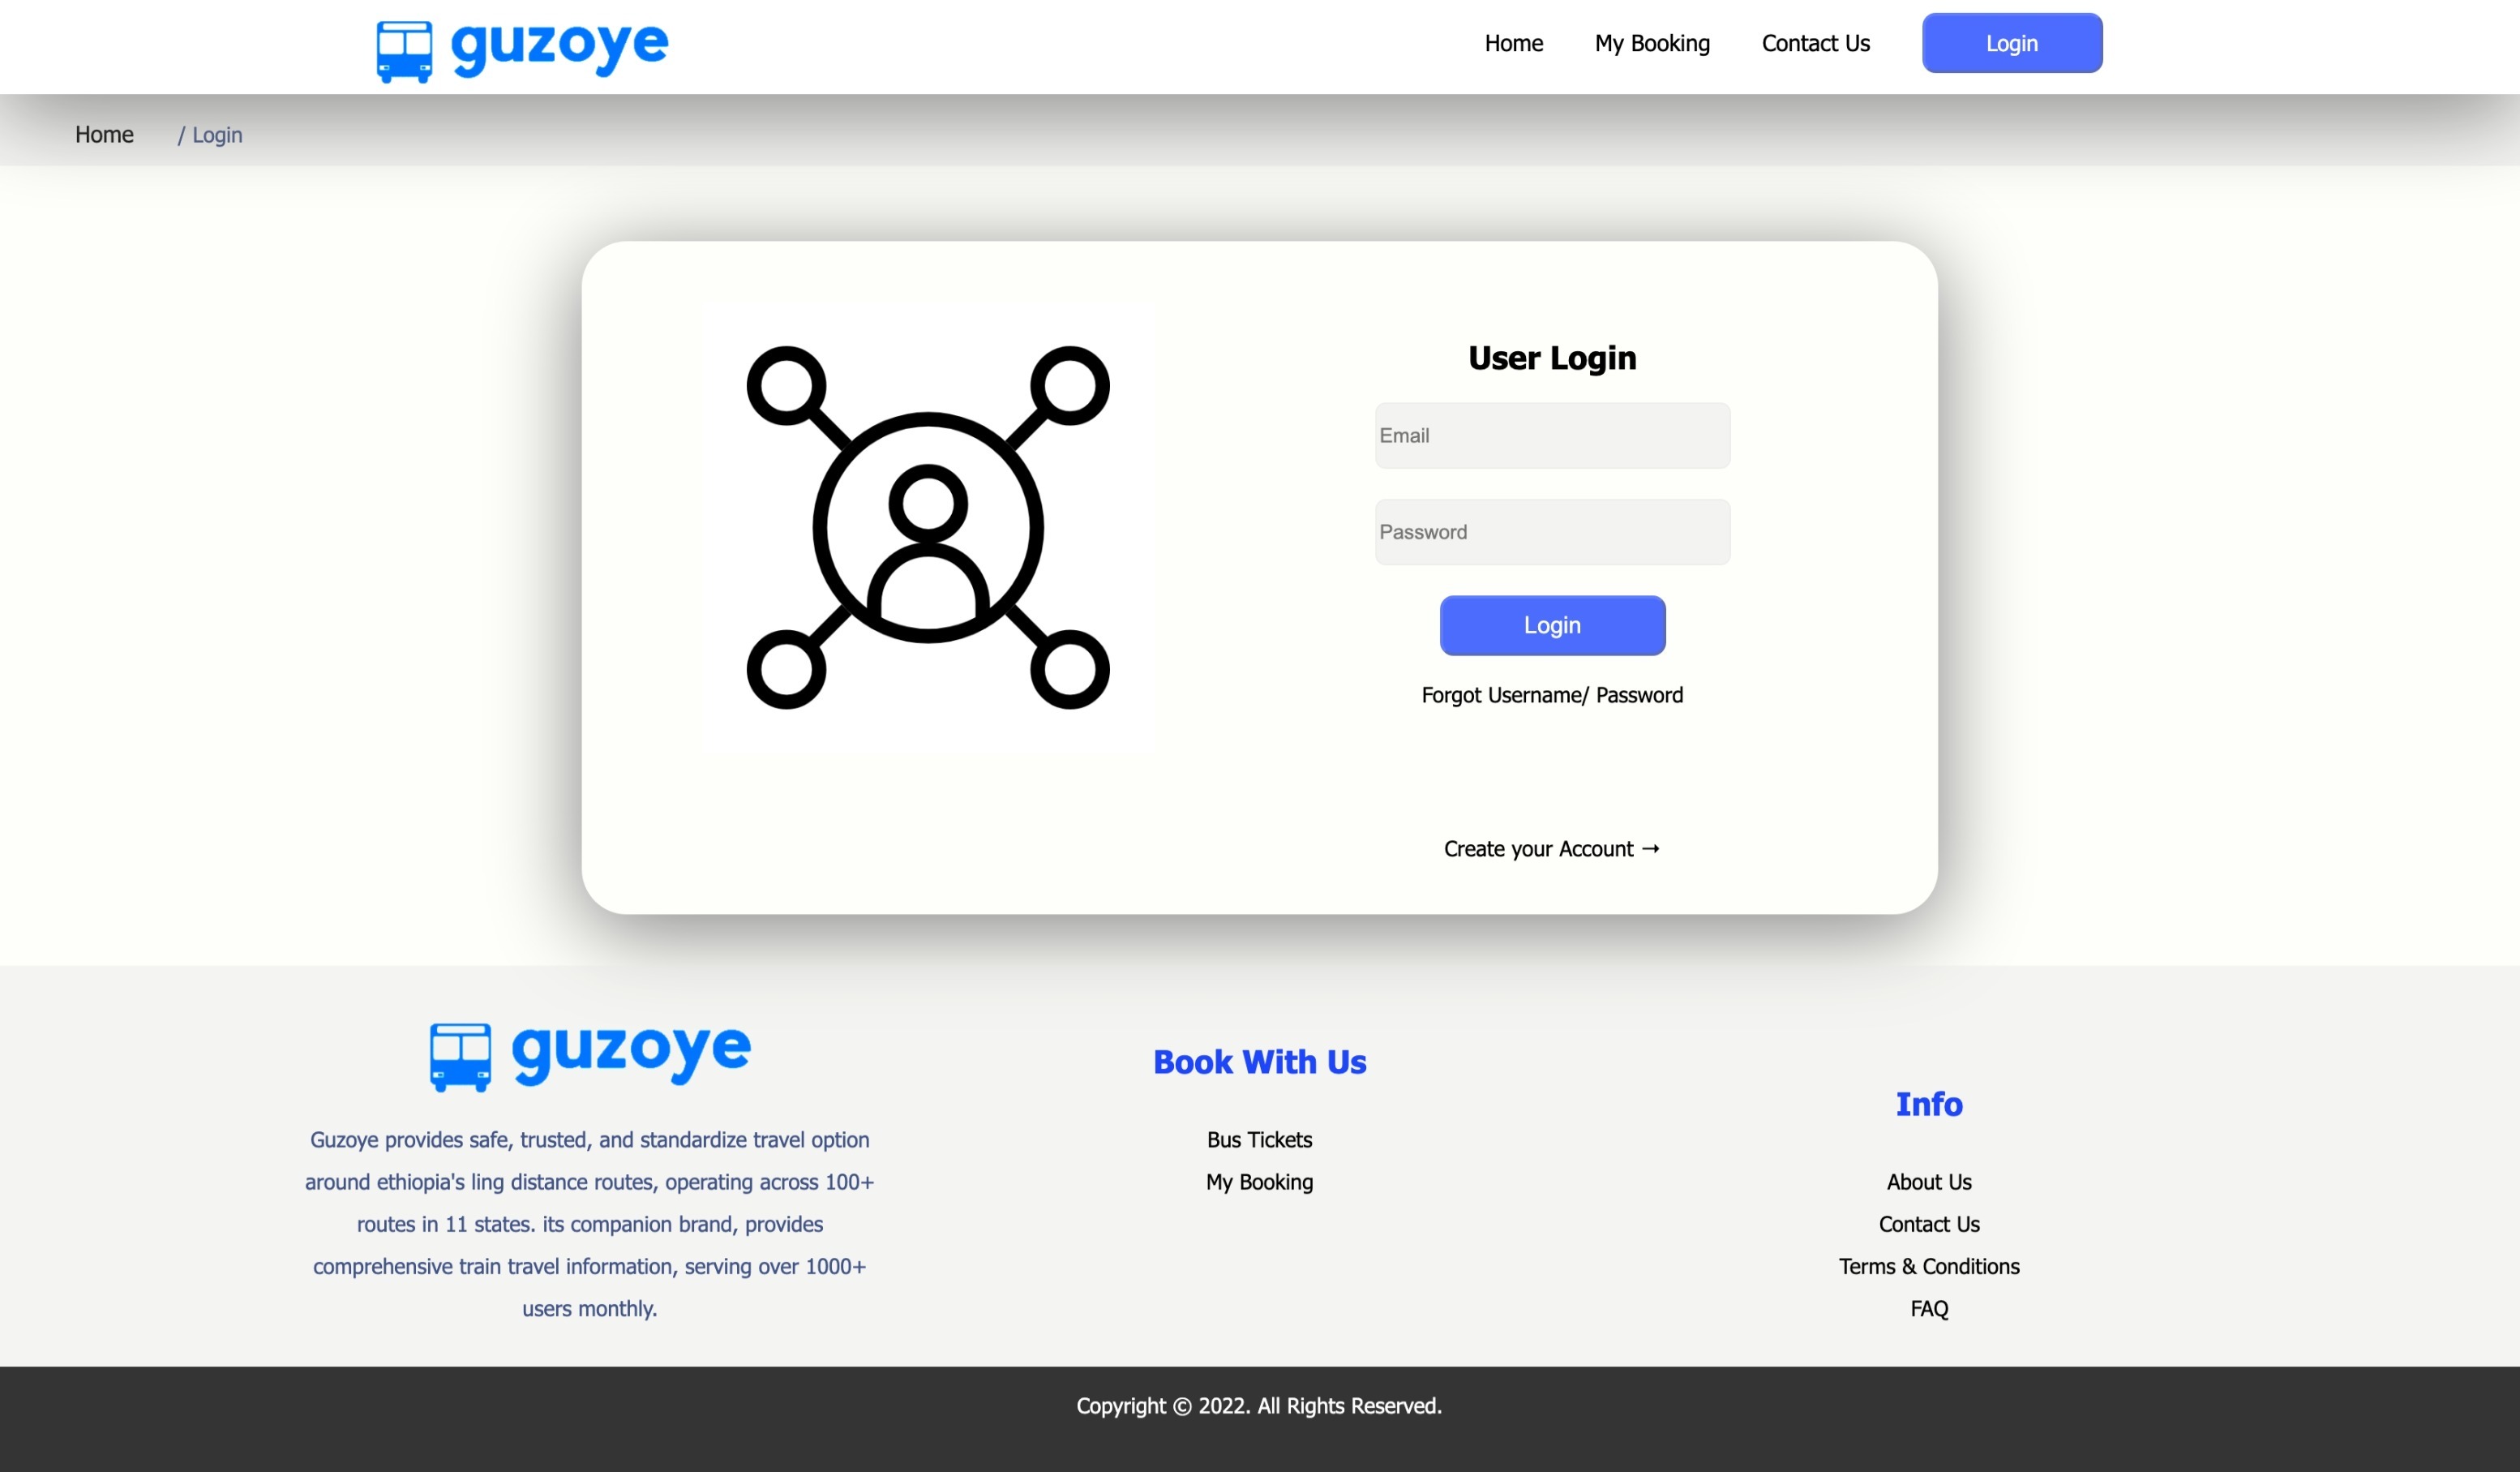 guzoye
Home My Booking Contact Us Login
Home / Login
User Login
Email
Password
Login
Forgot Username/ Password
Create your Account →
guzoye
Guzoye provides safe, trusted, and standardize travel option
around ethiopia's ling distance routes, operating across 100+
routes in 11 states. its companion brand, provides
comprehensive train travel information, serving over 1000+
users monthly.
Book With Us
Bus Tickets
My Booking
Info
About Us
Contact Us
Terms & Conditions
FAQ
Copyright © 2022. All Rights Reserved.